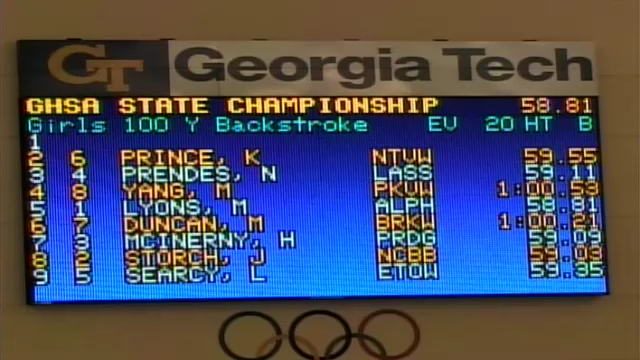 GT Georgia Tech
GHSA STATE CHAMPIONSHIP 58.81
Girls 100 Y Backstroke EV 20 HT B
1
2 6 PRINCE, K NTVW 59.55
3 4 PRENDES, N LASS 59.11
4 8 YANG, M PKVW 1:00.53
5 1 LYONS, M ALPH 58.81
6 7 DUNCAN, M BRKW 1:00.21
7 3 MCINERNY, H PRDG 59.09
8 2 STORCH, J NCBB 59.03
9 5 SEARCY, L ETOW 59.35